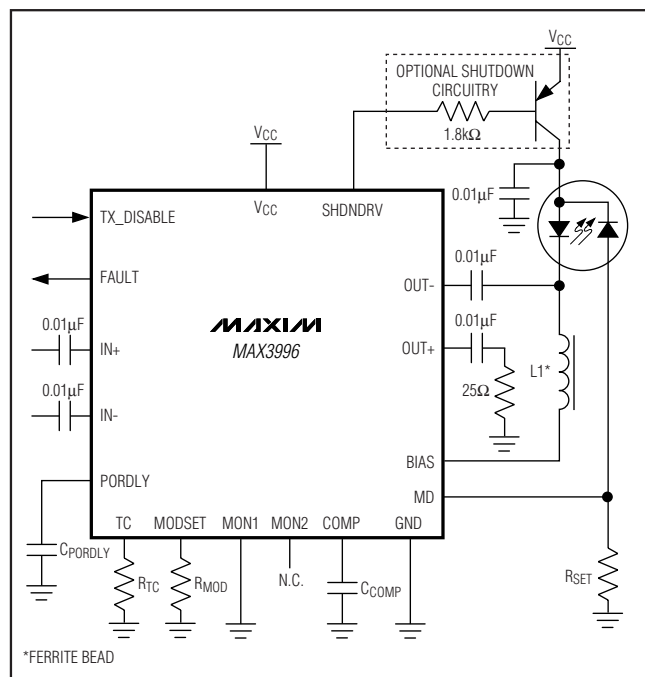 VCC
OPTIONAL SHUTDOWN
CIRCUITRY
1.8kΩ
VCC
VCC
SHDNDRV
0.01µF
TX_DISABLE
FAULT
0.01µF
OUT-
0.01µF
IN+
MAXIM
MAX3996
0.01µF
OUT+
L1*
0.01µF
IN-
25Ω
BIAS
PORDLY
MD
TC
MODSET
MON1
MON2
COMP
GND
CPORDLY
RTC
RMOD
N.C.
CCOMP
RSET
*FERRITE BEAD